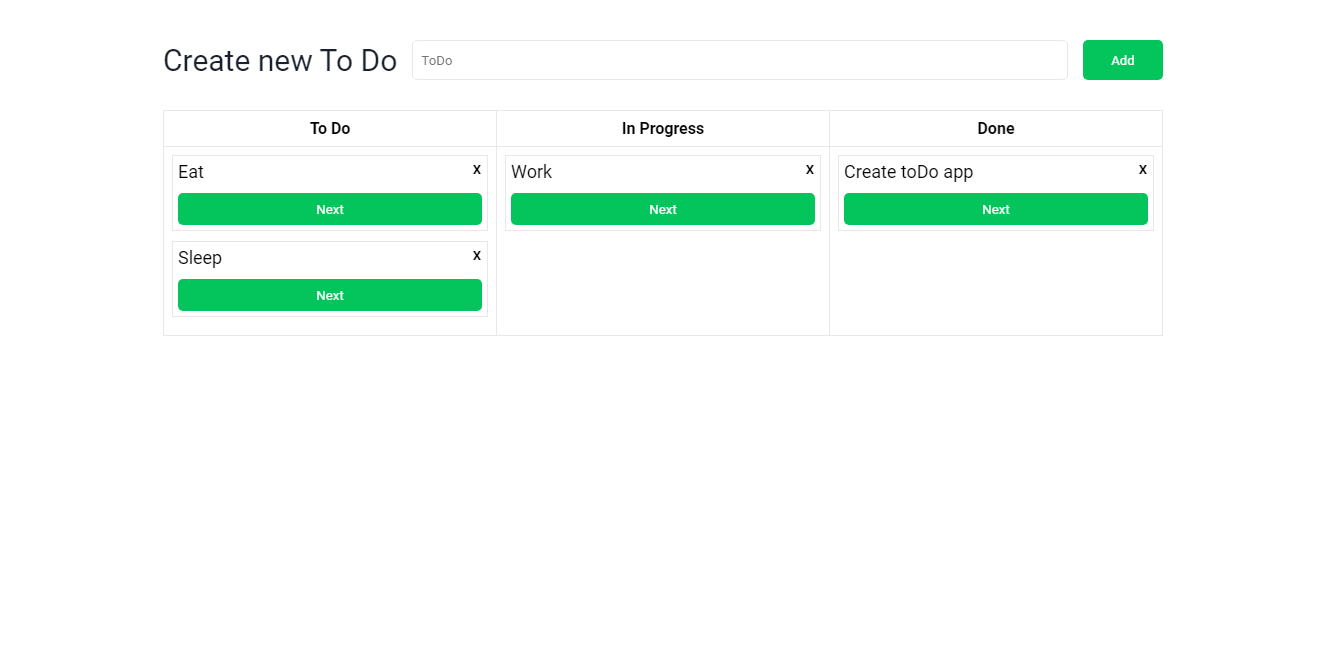 Create new To Do
ToDo
Add
To Do
In Progress
Done
Eat
X
Next
Sleep
X
Next
Work
X
Next
Create toDo app
X
Next